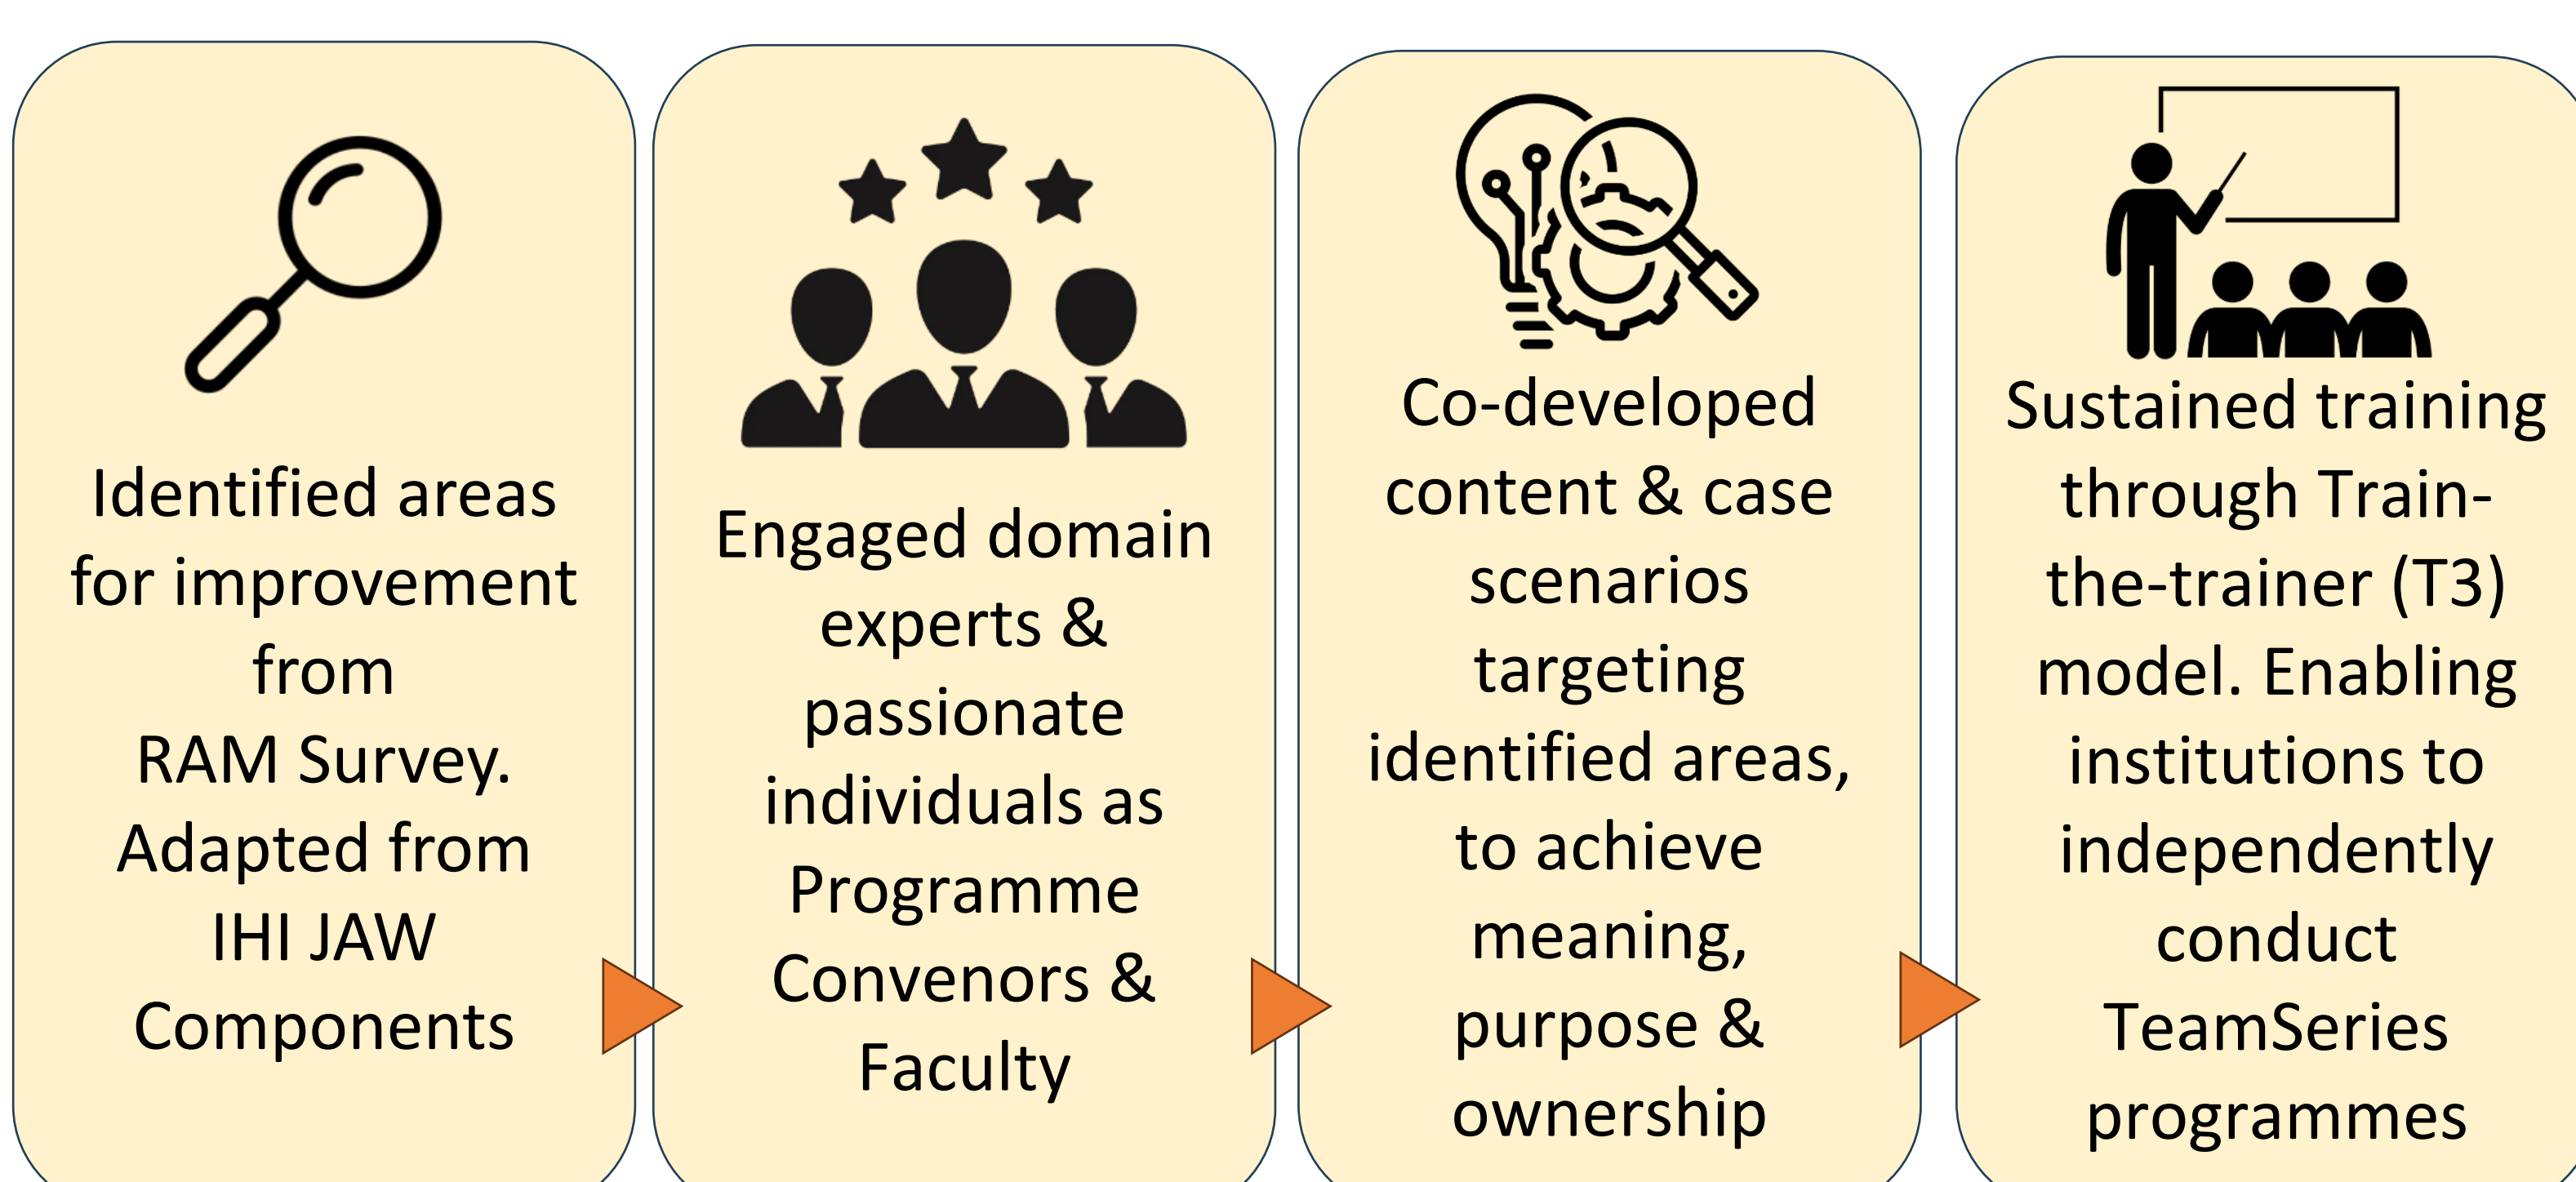 Identified areas
for improvement
from
RAM Survey.
Adapted from
IHI JAW
Components
Engaged domain
experts &
passionate
individuals as
Programme
Convenors &
Faculty
Co-developed
content & case
scenarios
targeting
identified areas,
to achieve
meaning,
purpose &
ownership
Sustained training
through Train-
the-trainer (T3)
model. Enabling
institutions to
independently
conduct
TeamSeries
programmes